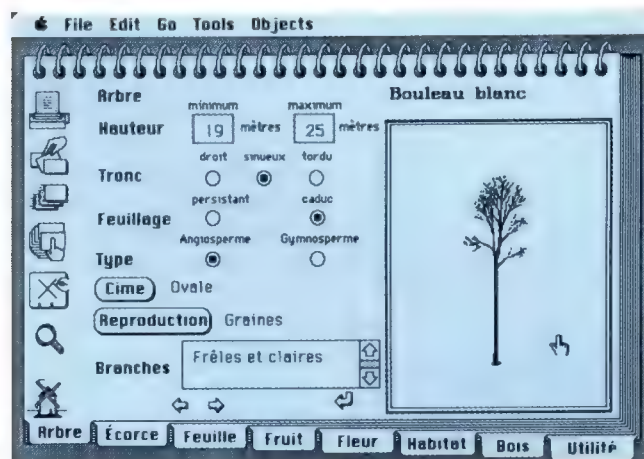 File Edit Go Tools Objects
Arbre
Bouleau blanc
minimum maximum
Hauteur 19 mètres 25 mètres
droit sinueux tordu
Tronc
persistant caduc
Feuillage
Angiosperme Gymnosperme
Type
Cime Ovale
Reproduction Graines
Branches Frêles et claires
Arbre Écorce Feuille Fruit Fleur Habitat Bois Utilité